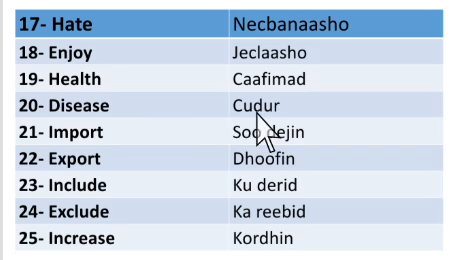 17- Hate Necbanaasho
18- Enjoy Jeclaasho
19- Health Caafimad
20- Disease Cudur
21- Import Soo dejin
22- Export Dhoofin
23- Include Ku derid
24- Exclude Ka reebid
25- Increase Kordhin